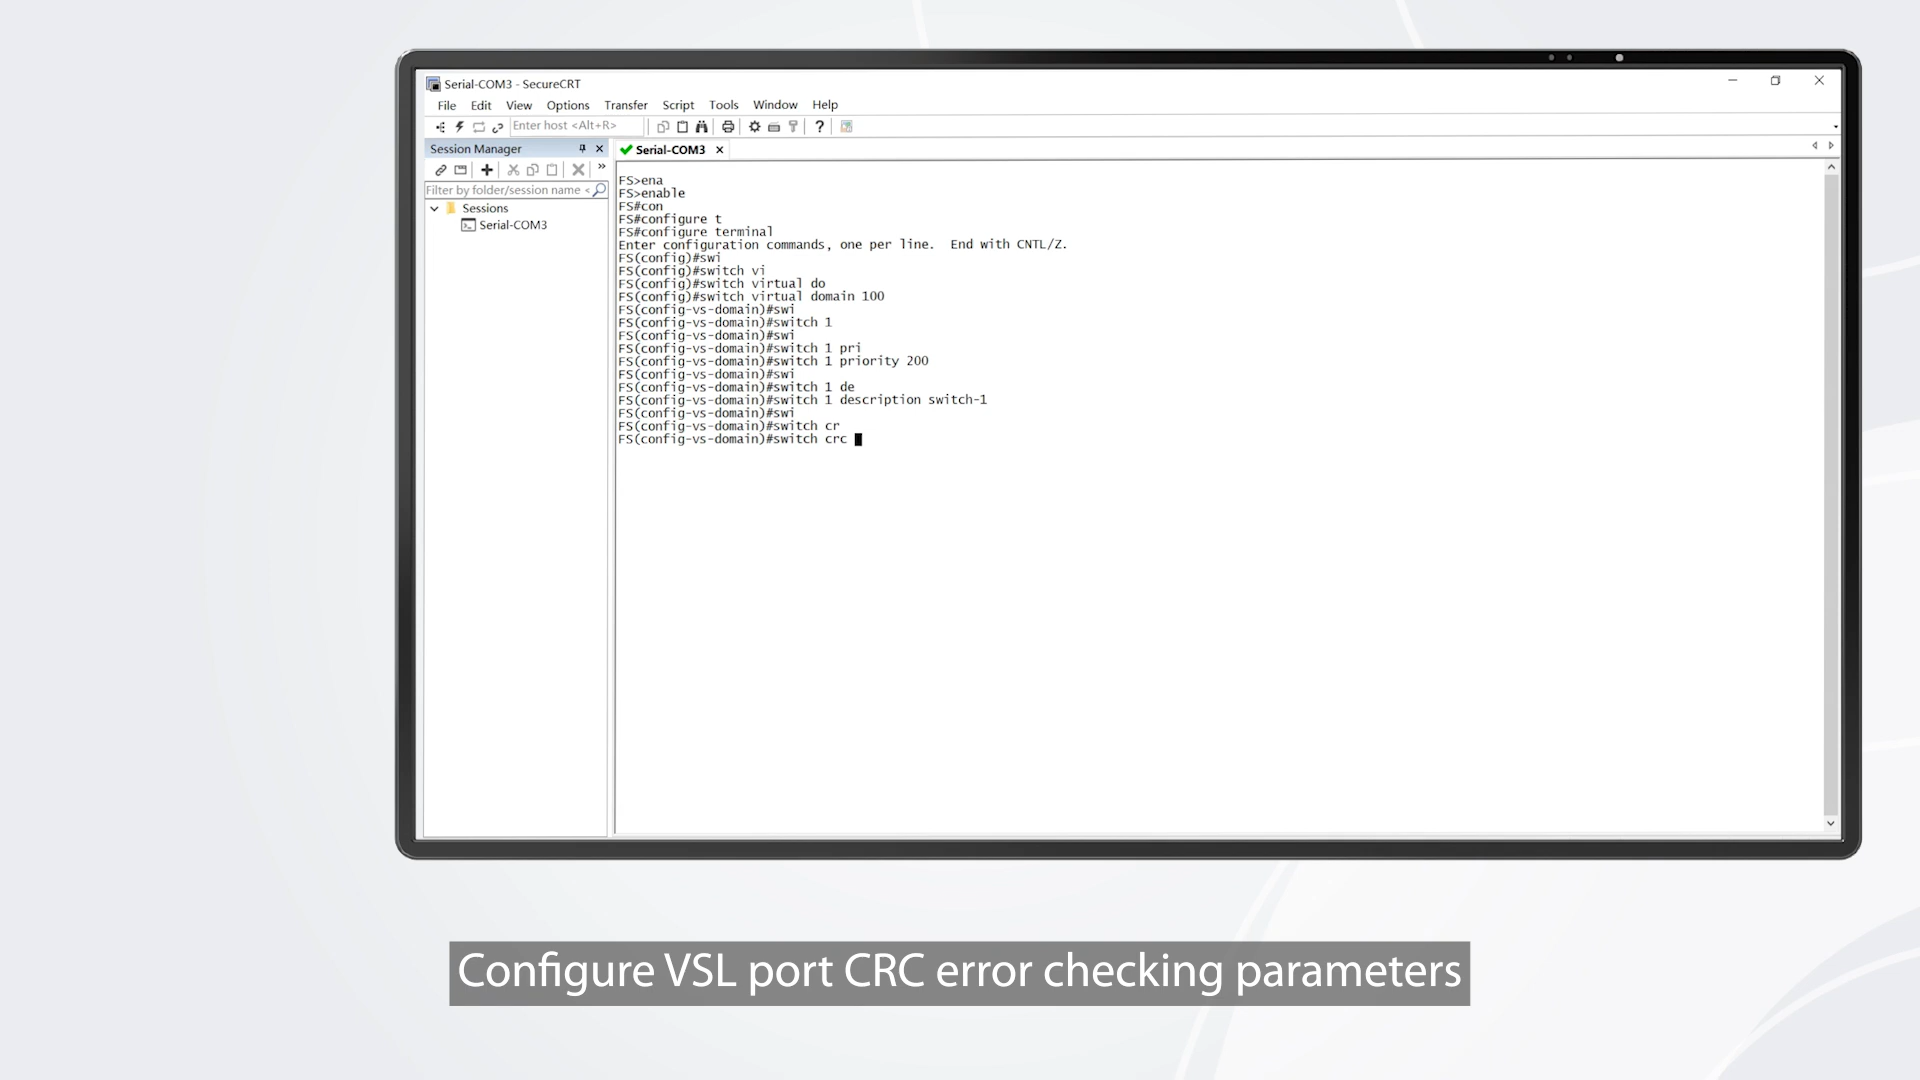 Serial-COM3 - SecureCRT
File Edit View Options Transfer Script Tools Window Help
Enter host <Alt+R>
Session Manager
Serial-COM3
Filter by folder/session name <
Sessions
Serial-COM3
FS>ena
FS>enable
FS#con
FS#configure t
FS#configure terminal
Enter configuration commands, one per line.  End with CNTL/Z.
FS(config)#swi
FS(config)#switch vi
FS(config)#switch virtual do
FS(config)#switch virtual domain 100
FS(config-vs-domain)#swi
FS(config-vs-domain)#switch 1
FS(config-vs-domain)#swi
FS(config-vs-domain)#switch 1 pri
FS(config-vs-domain)#switch 1 priority 200
FS(config-vs-domain)#swi
FS(config-vs-domain)#switch 1 de
FS(config-vs-domain)#switch 1 description switch-1
FS(config-vs-domain)#swi
FS(config-vs-domain)#switch cr
FS(config-vs-domain)#switch crc
Configure VSL port CRC error checking parameters